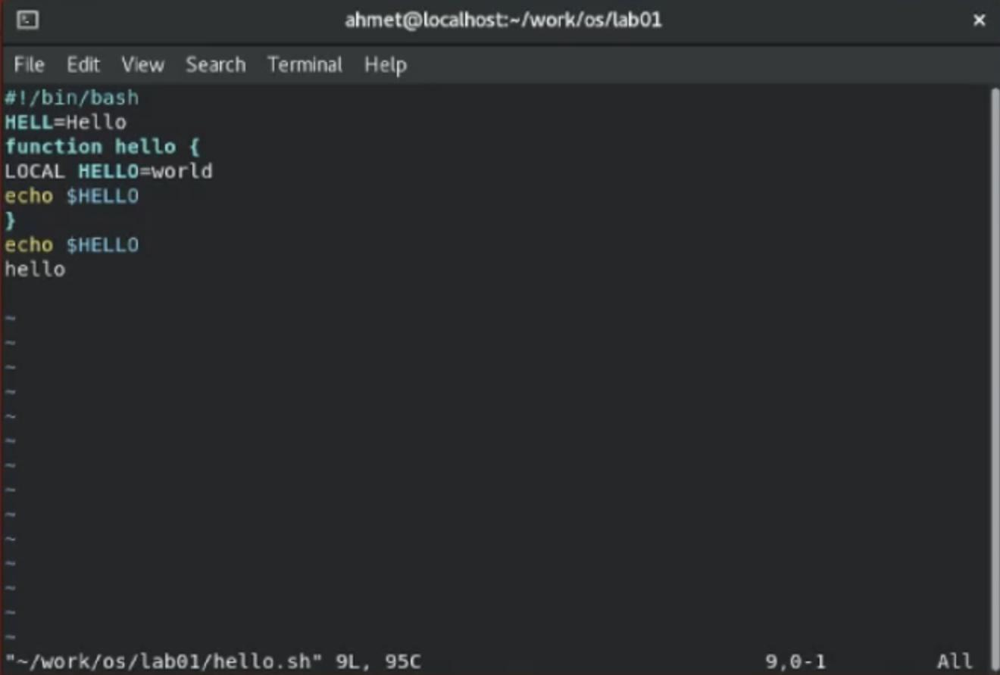 ahmet@localhost:~/work/os/lab01
File Edit View Search Terminal Help
#!/bin/bash
HELL=Hello
function hello {
LOCAL HELLO=world
echo $HELLO
}
echo $HELLO
hello
~
~
~
~
~
~
~
~
~
~
~
~
~
~
"~/work/os/lab01/hello.sh" 9L, 95C 9,0-1 All